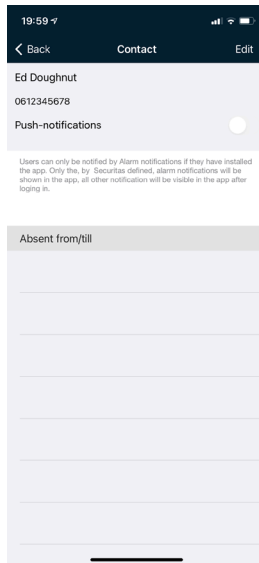 19:59
Back
Contact
Edit
Ed Doughnut
0612345678
Push-notifications
Users can only be notified by Alarm notifications if they have installed
the app. Only the, by Securitas defined, alarm notifications will be
shown in the app, all other notification will be visible in the app after
loging in.
Absent from/till